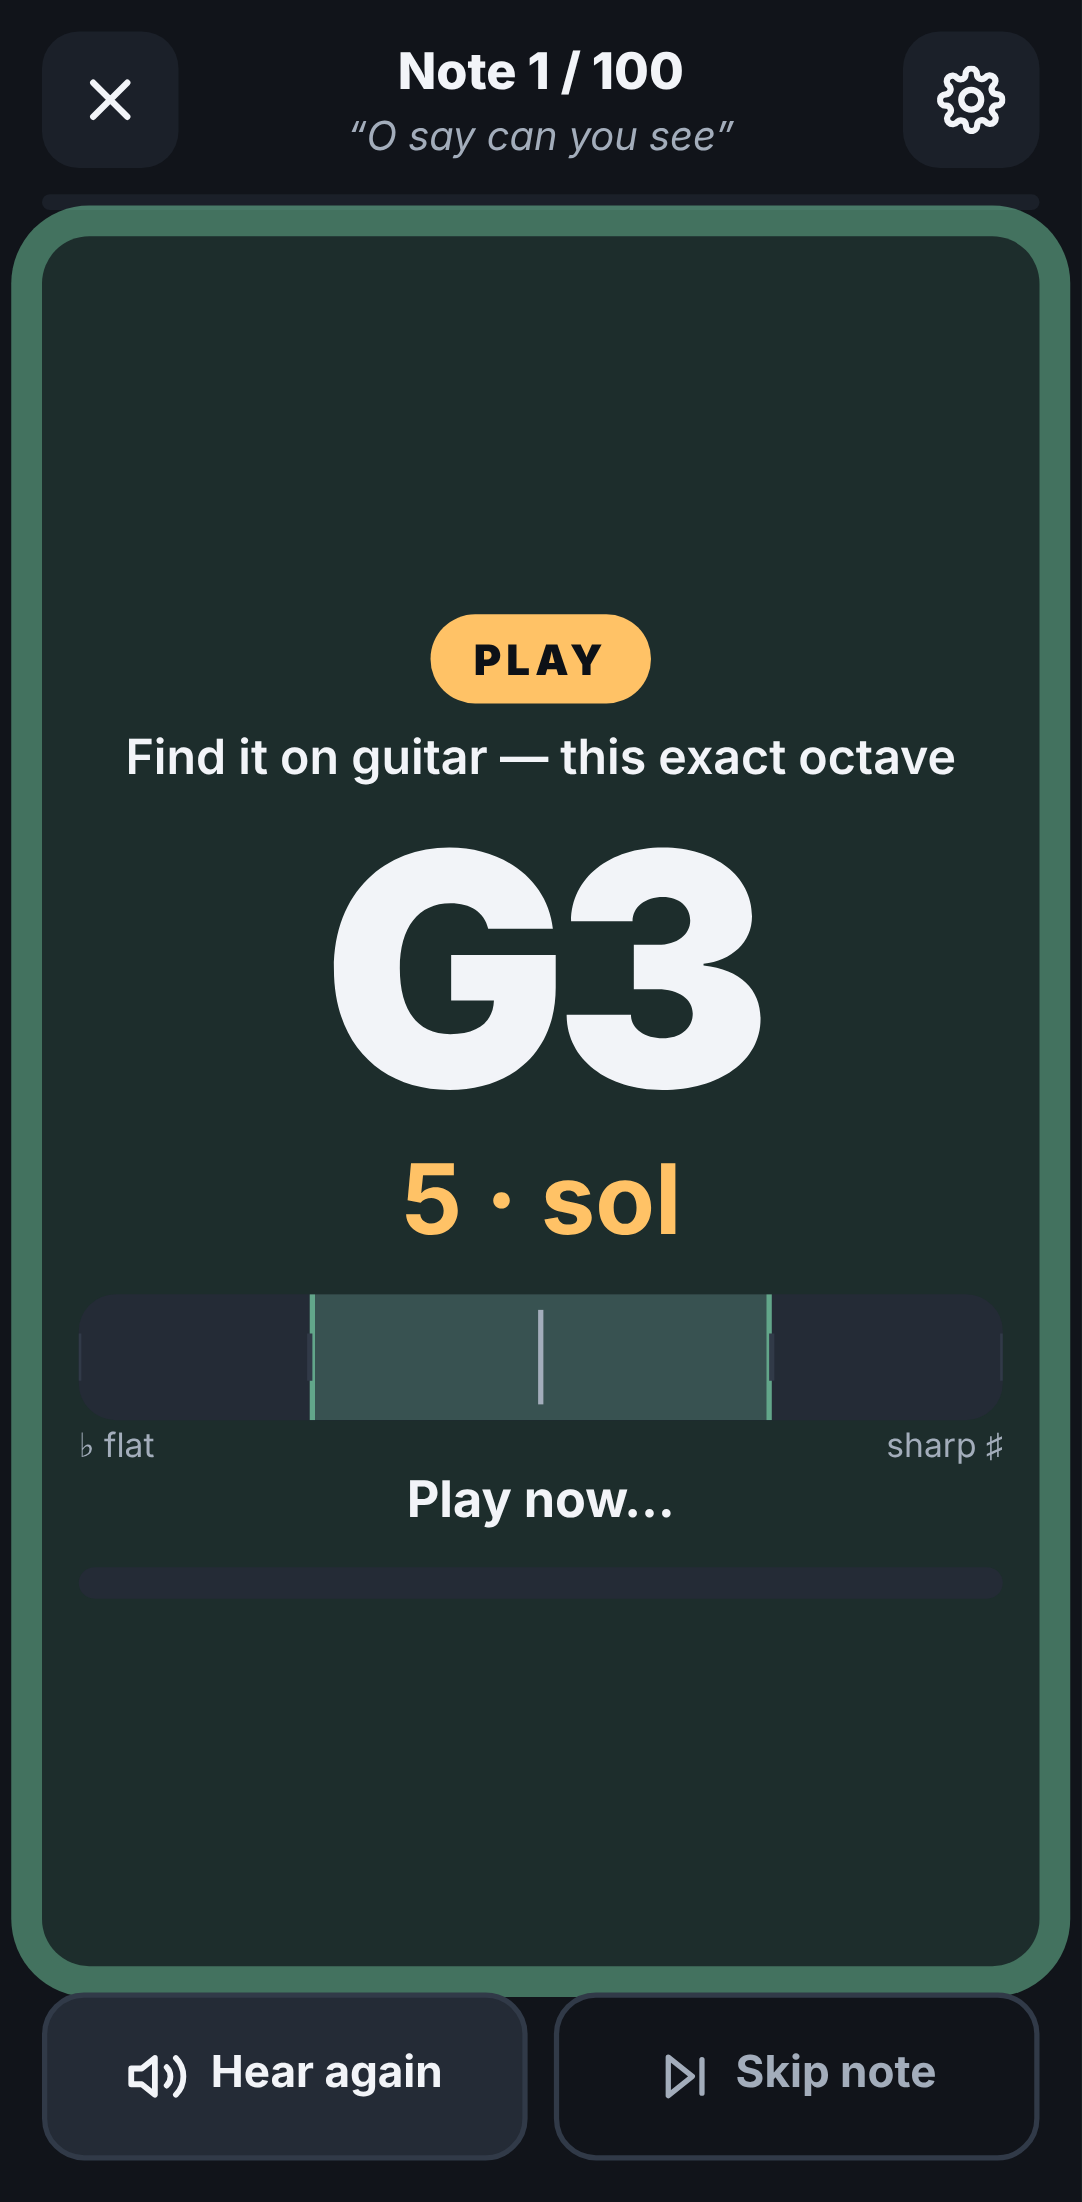 Note 1 / 100
“O say can you see”
PLAY
Find it on guitar — this exact octave
G3
5 · sol
♭ flat
sharp ♯
Play now...
Hear again
Skip note